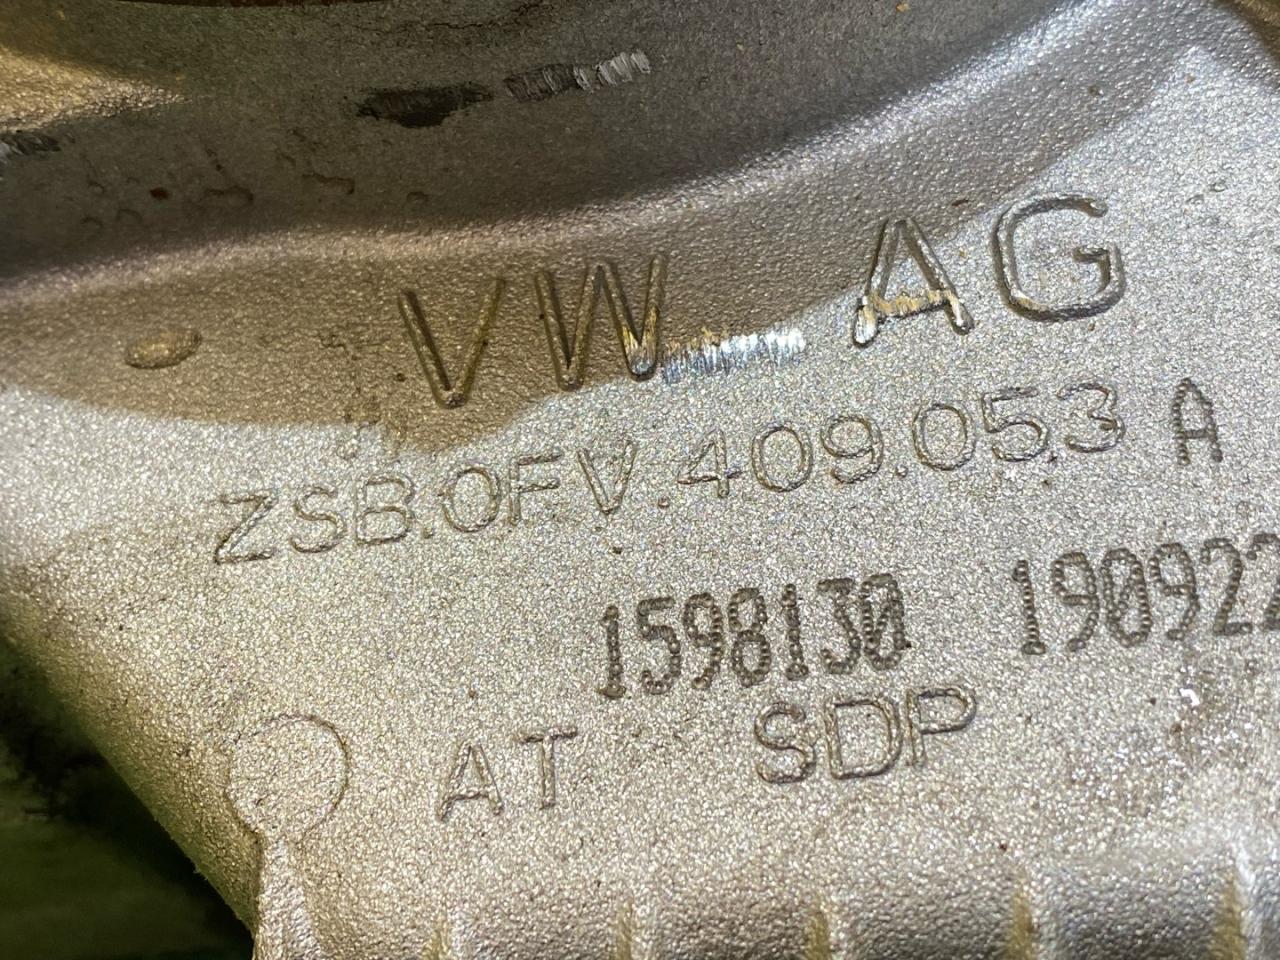 VW AG
ZSB.0FV.409.053 A
1598130 190922
AT SDP